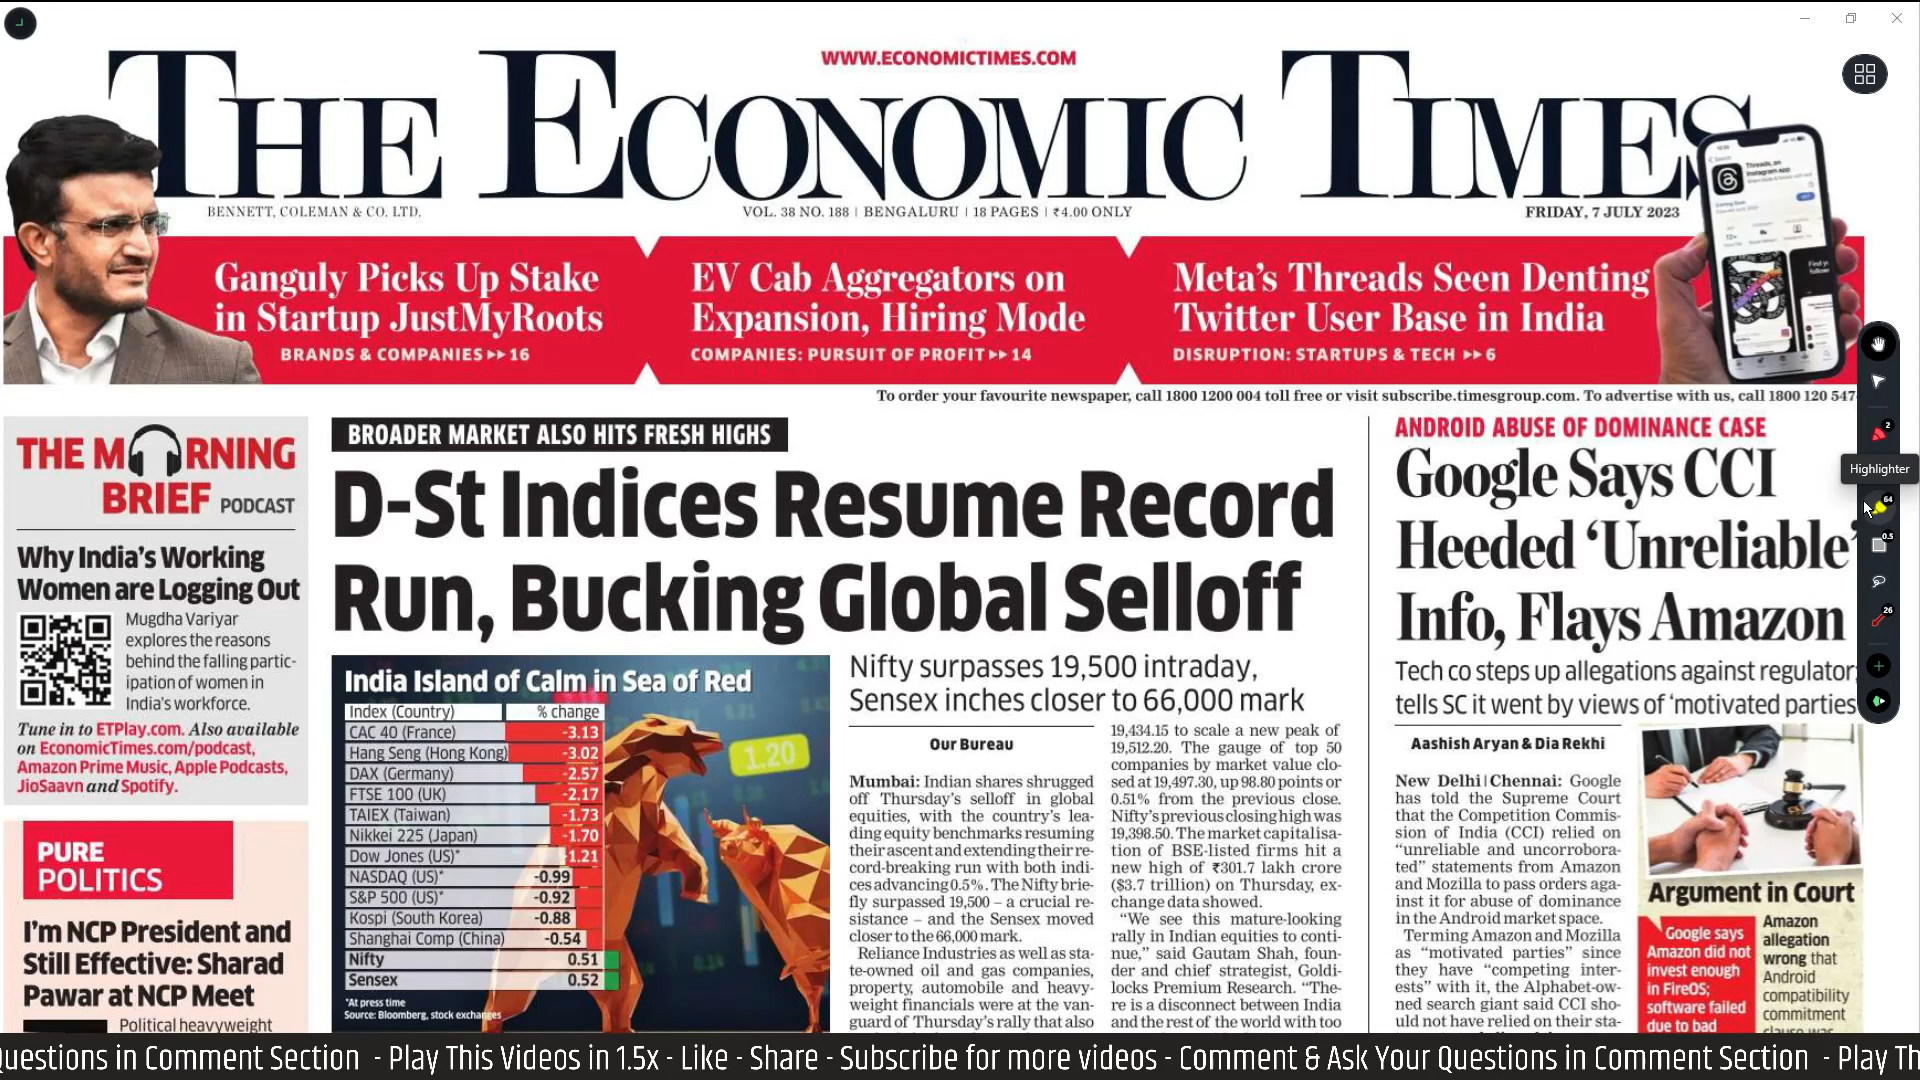 WWW.ECONOMICTIMES.COM
THE ECONOMIC TIMES
BENNETT, COLEMAN & CO. LTD.
VOL. 38 NO. 188 | BENGALURU | 18 PAGES | ₹4.00 ONLY
FRIDAY, 7 JULY 2023
Threads, an
Instagram app
Ganguly Picks Up Stake
in Startup JustMyRoots
BRANDS & COMPANIES ▸▸ 16
EV Cab Aggregators on
Expansion, Hiring Mode
COMPANIES: PURSUIT OF PROFIT ▸▸ 14
Meta's Threads Seen Denting
Twitter User Base in India
DISRUPTION: STARTUPS & TECH ▸▸ 6
To order your favourite newspaper, call 1800 1200 004 toll free or visit subscribe.timesgroup.com. To advertise with us, call 1800 120 547
THE MORNING
BRIEF PODCAST
Why India's Working
Women are Logging Out
Mugdha Variyar
explores the reasons
behind the falling partic-
ipation of women in
India's workforce.
Tune in to ETPlay.com. Also available
on EconomicTimes.com/podcast,
Amazon Prime Music, Apple Podcasts,
JioSaavn and Spotify.
PURE
POLITICS
I'm NCP President and
Still Effective: Sharad
Pawar at NCP Meet
Political heavyweight
BROADER MARKET ALSO HITS FRESH HIGHS
D-St Indices Resume Record
Run, Bucking Global Selloff
India Island of Calm in Sea of Red
Index (Country) % change
CAC 40 (France) -3.13
Hang Seng (Hong Kong) -3.02
DAX (Germany) -2.57
FTSE 100 (UK) -2.17
TAIEX (Taiwan) -1.73
Nikkei 225 (Japan) -1.70
Dow Jones (US)* -1.21
NASDAQ (US)* -0.99
S&P 500 (US)* -0.92
Kospi (South Korea) -0.88
Shanghai Comp (China) -0.54
Nifty 0.51
Sensex 0.52
*At press time
Source: Bloomberg, stock exchanges
1.20
Nifty surpasses 19,500 intraday,
Sensex inches closer to 66,000 mark
Our Bureau
Mumbai: Indian shares shrugged
off Thursday's selloff in global
equities, with the country's lea-
ding equity benchmarks resuming
their ascent and extending their re-
cord-breaking run with both indi-
ces advancing 0.5%. The Nifty brie-
fly surpassed 19,500 – a crucial re-
sistance – and the Sensex moved
closer to the 66,000 mark.
Reliance Industries as well as sta-
te-owned oil and gas companies,
property, automobile and heavy-
weight financials were at the van-
guard of Thursday's rally that also
19,434.15 to scale a new peak of
19,512.20. The gauge of top 50
companies by market value clo-
sed at 19,497.30, up 98.80 points or
0.51% from the previous close.
Nifty's previous closing high was
19,398.50. The market capitalisa-
tion of BSE-listed firms hit a
new high of ₹301.7 lakh crore
($3.7 trillion) on Thursday, ex-
change data showed.
"We see this mature-looking
rally in Indian equities to conti-
nue," said Gautam Shah, foun-
der and chief strategist, Goldi-
locks Premium Research. "The-
re is a disconnect between India
and the rest of the world with too
ANDROID ABUSE OF DOMINANCE CASE
Google Says CCI
Heeded 'Unreliable'
Info, Flays Amazon
Tech co steps up allegations against regulator;
tells SC it went by views of 'motivated parties
Aashish Aryan & Dia Rekhi
New Delhi | Chennai: Google
has told the Supreme Court
that the Competition Commis-
sion of India (CCI) relied on
"unreliable and uncorrobora-
ted" statements from Amazon
and Mozilla to pass orders aga-
inst it for abuse of dominance
in the Android market space.
Terming Amazon and Mozilla
as "motivated parties" since
they have "competing inter-
ests" with it, the Alphabet-ow-
ned search giant said CCI sho-
uld not have relied on their sta-
Argument in Court
Google says
Amazon did not
invest enough
in FireOS;
software failed
due to bad
Amazon
allegation
wrong that
Android
compatibility
commitment
clause was
2
Highlighter
64
0.5
26
Questions in Comment Section - Play This Videos in 1.5x - Like - Share - Subscribe for more videos - Comment & Ask Your Questions in Comment Section - Play Th